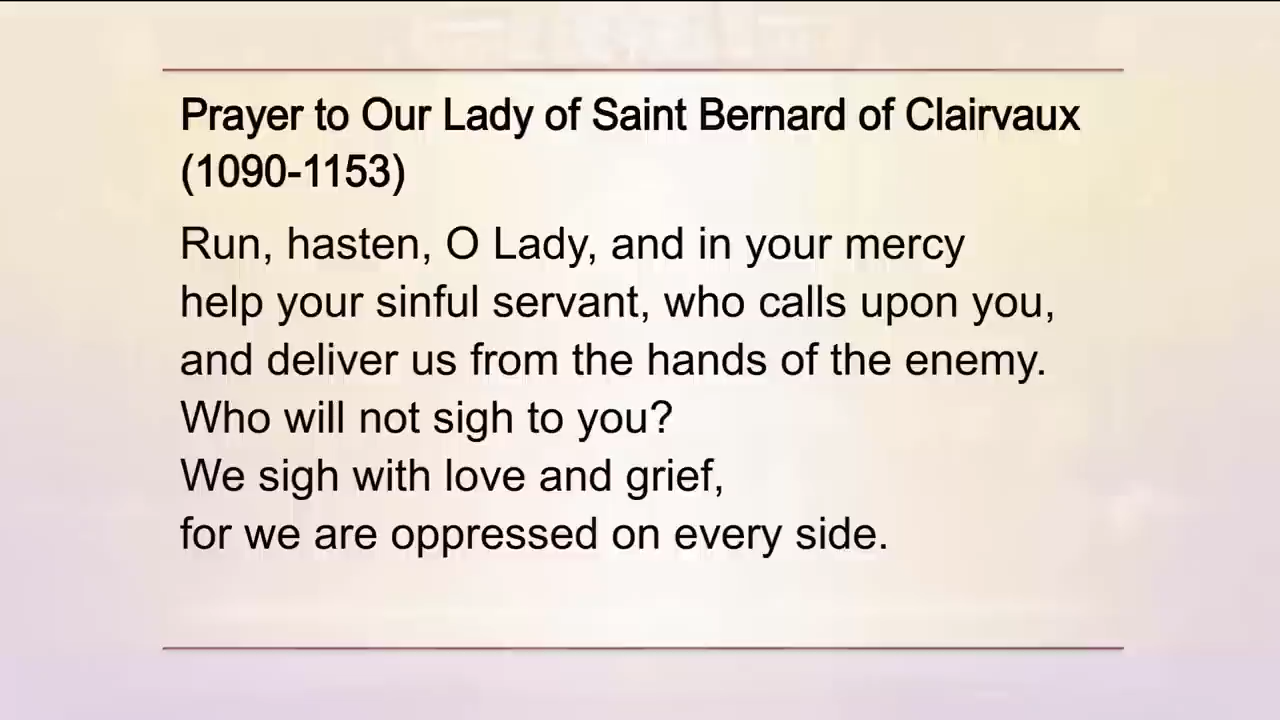 Prayer to Our Lady of Saint Bernard of Clairvaux
(1090-1153)
Run, hasten, O Lady, and in your mercy
help your sinful servant, who calls upon you,
and deliver us from the hands of the enemy.
Who will not sigh to you?
We sigh with love and grief,
for we are oppressed on every side.